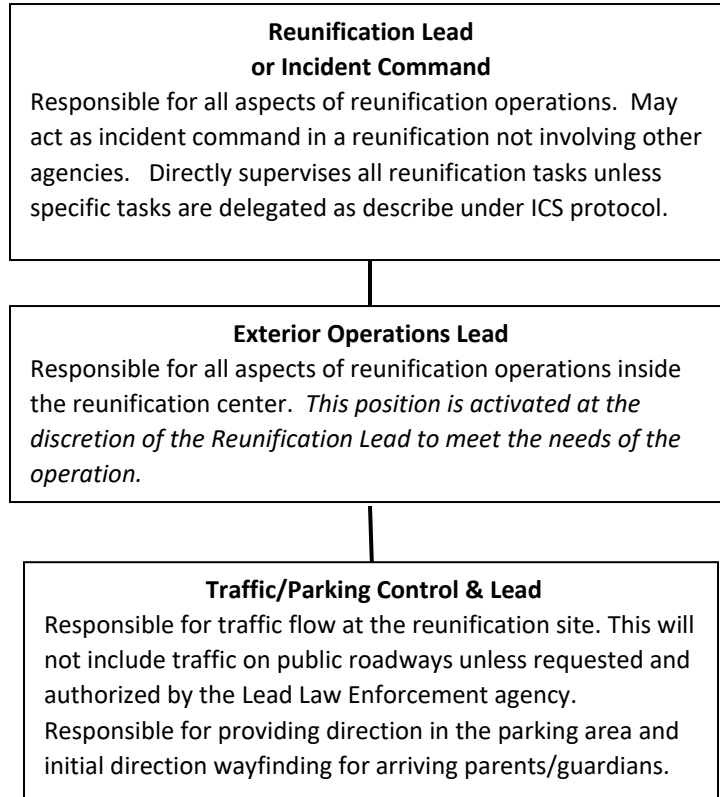 Reunification Lead
or Incident Command
Responsible for all aspects of reunification operations.  May
act as incident command in a reunification not involving other
agencies.   Directly supervises all reunification tasks unless
specific tasks are delegated as describe under ICS protocol.
Exterior Operations Lead
Responsible for all aspects of reunification operations inside
the reunification center.  This position is activated at the
discretion of the Reunification Lead to meet the needs of the
operation.
Traffic/Parking Control & Lead
Responsible for traffic flow at the reunification site. This will
not include traffic on public roadways unless requested and
authorized by the Lead Law Enforcement agency.
Responsible for providing direction in the parking area and
initial direction wayfinding for arriving parents/guardians.